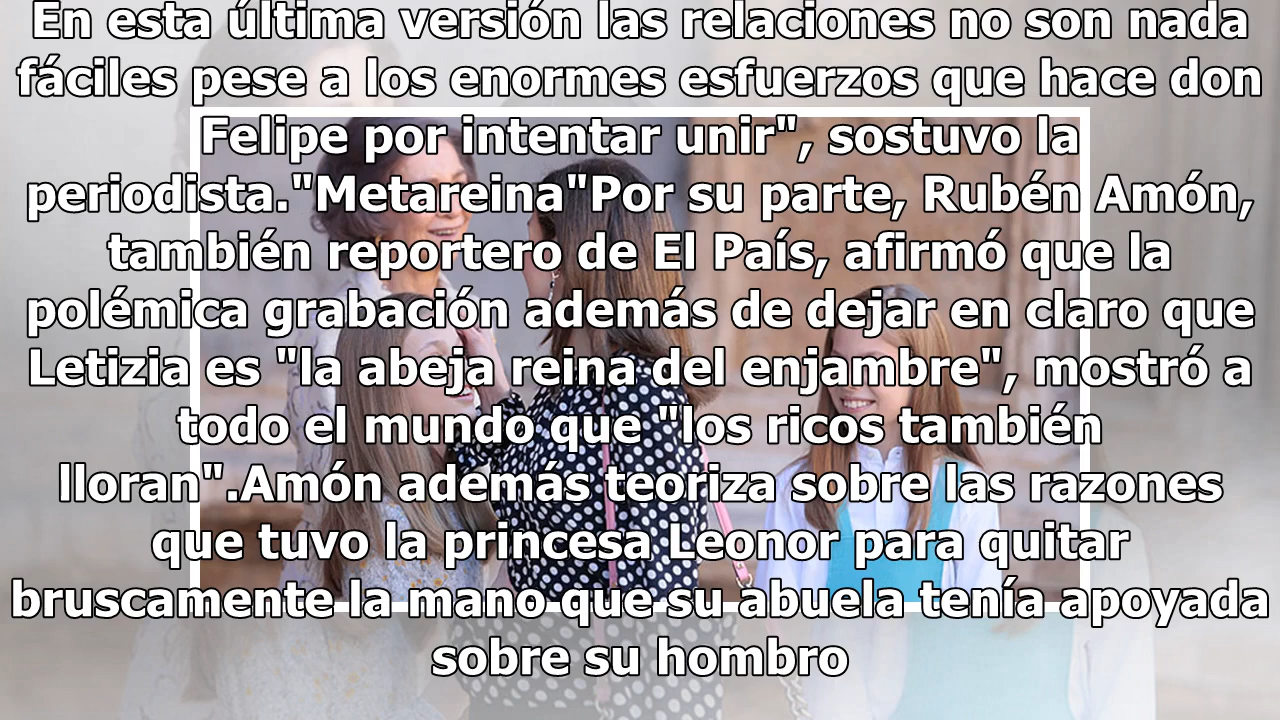 En esta última versión las relaciones no son nada
fáciles pese a los enormes esfuerzos que hace don
Felipe por intentar unir", sostuvo la
periodista."Metareina"Por su parte, Rubén Amón,
también reportero de El País, afirmó que la
polémica grabación además de dejar en claro que
Letizia es "la abeja reina del enjambre", mostró a
todo el mundo que "los ricos también
lloran".Amón además teoriza sobre las razones
que tuvo la princesa Leonor para quitar
bruscamente la mano que su abuela tenía apoyada
sobre su hombro